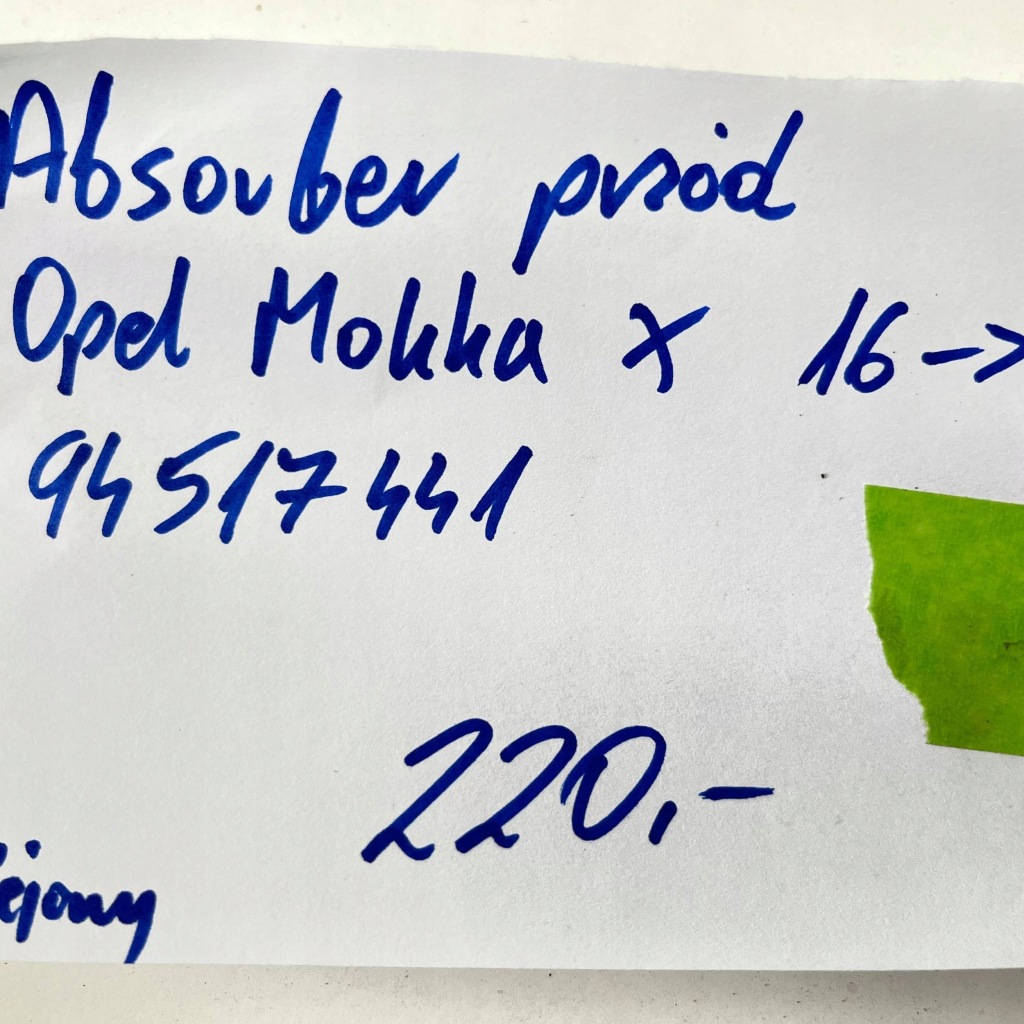 Absorber przód
Opel Mokka X 16->
94517441
220,-